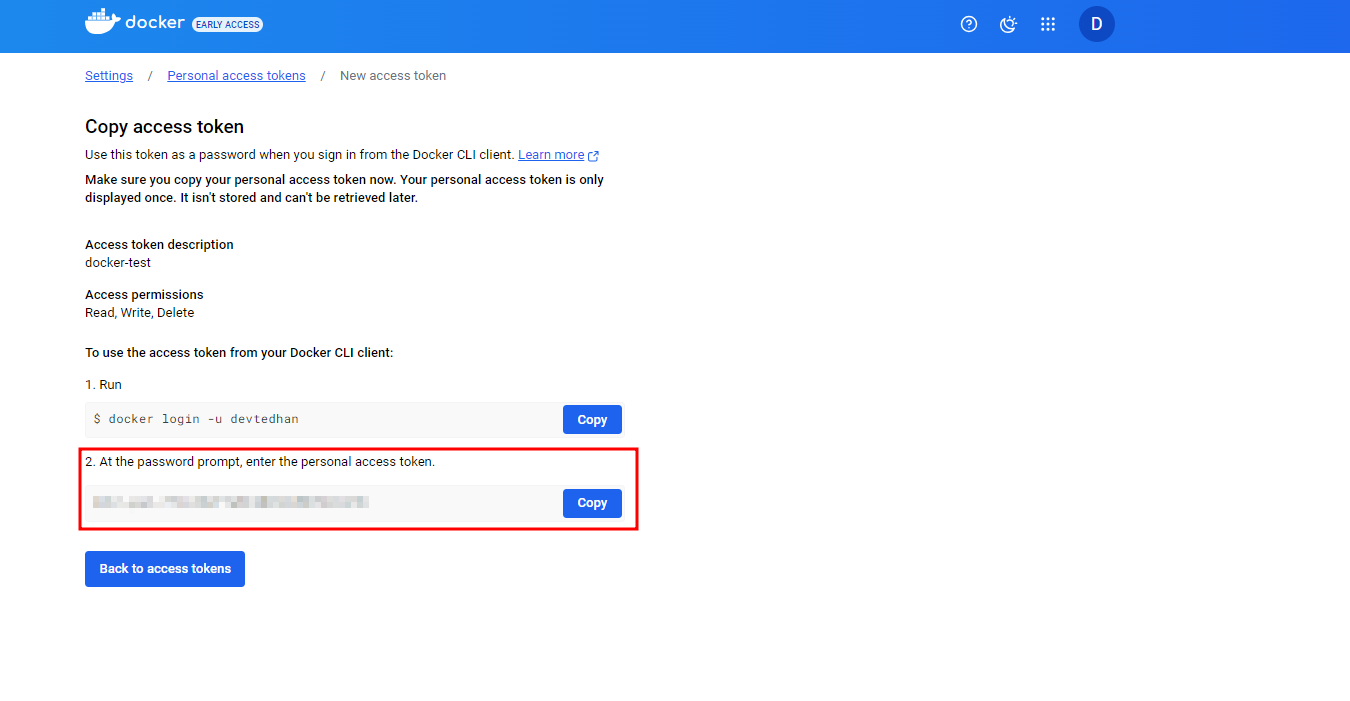 docker EARLY ACCESS
D
Settings / Personal access tokens / New access token
Copy access token
Use this token as a password when you sign in from the Docker CLI client. Learn more
Make sure you copy your personal access token now. Your personal access token is only
displayed once. It isn't stored and can't be retrieved later.
Access token description
docker-test
Access permissions
Read, Write, Delete
To use the access token from your Docker CLI client:
1. Run
$ docker login -u devtedhan Copy
2. At the password prompt, enter the personal access token.
Copy
Back to access tokens